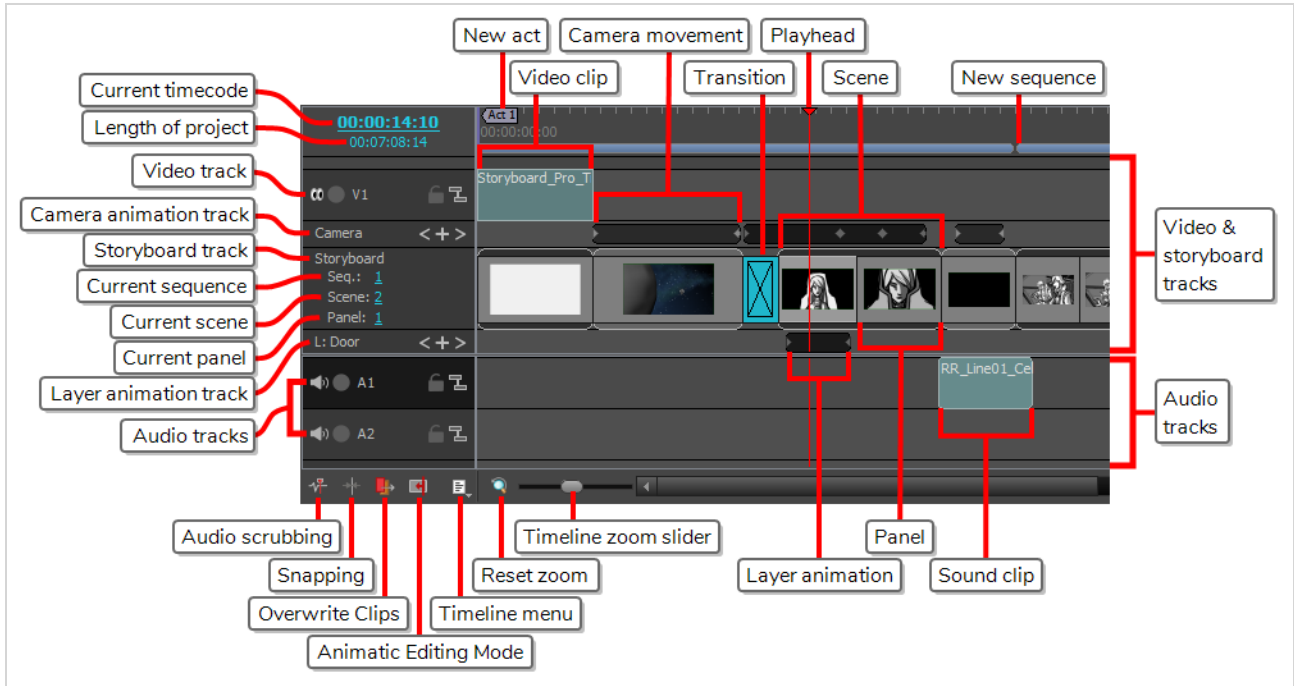 New act
Camera movement
Playhead
Video clip
Transition
Scene
New sequence
Current timecode
Length of project
Video track
Camera animation track
Storyboard track
Current sequence
Current scene
Current panel
Layer animation track
Audio tracks
00:00:14:10
00:07:08:14
Act 1
00:00:00:00
V1
Storyboard_Pro_T
Camera
Storyboard
Seq.: 1
Scene: 2
Panel: 1
L: Door
A1
RR_Line01_Ce
A2
Video &
storyboard
tracks
Audio
tracks
Audio scrubbing
Timeline zoom slider
Panel
Snapping
Reset zoom
Layer animation
Sound clip
Overwrite Clips
Timeline menu
Animatic Editing Mode